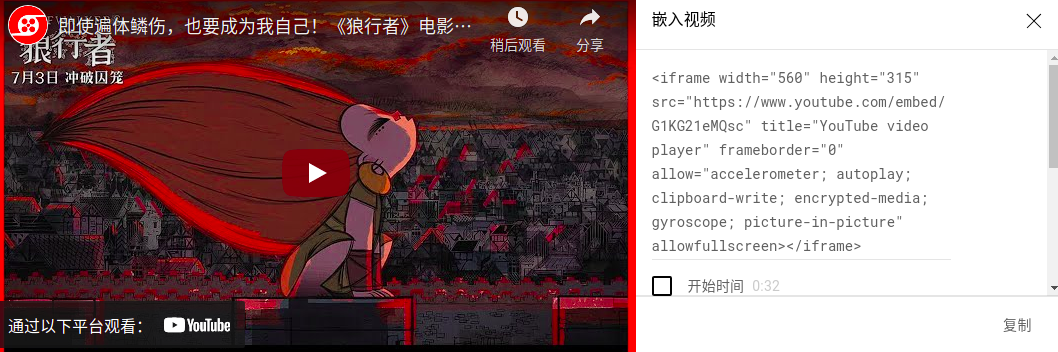 即使遍体鳞伤，也要成为我自己！《狼行者》电影…
稍后观看
分享
狼行者
7月3日 冲破囚笼
通过以下平台观看：
YouTube
嵌入视频
<iframe width="560" height="315"
src="https://www.youtube.com/embed/
G1KG21eMQsc" title="YouTube video
player" frameborder="0"
allow="accelerometer; autoplay;
clipboard-write; encrypted-media;
gyroscope; picture-in-picture"
allowfullscreen></iframe>
开始时间 0:32
复制